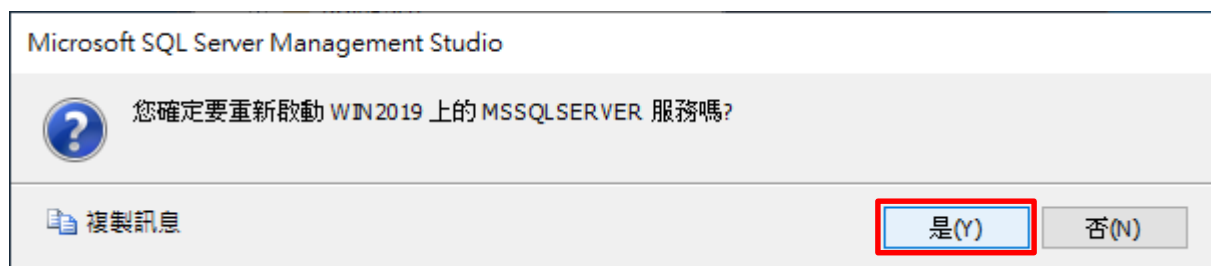 Microsoft SQL Server Management Studio
您確定要重新啟動 WIN2019 上的 MSSQLSERVER 服務嗎?
複製訊息
是(Y)
否(N)